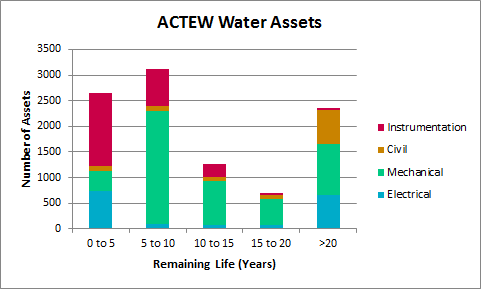 ACTEW Water Assets
3500
3000
2500
2000
1500
1000
500
0
Number of Assets
0 to 5 5 to 10 10 to 15 15 to 20 >20
Remaining Life (Years)
Instrumentation
Civil
Mechanical
Electrical